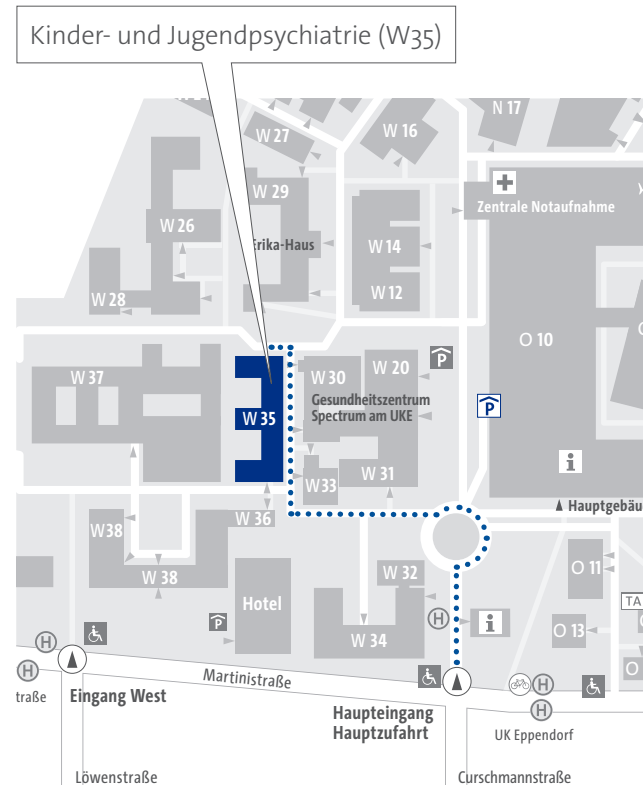 Kinder- und Jugendpsychiatrie (W35)
N 17
W 27
W 16
W 29
Zentrale Notaufnahme
W 26
Erika-Haus
W 14
W 28
W 12
O 10
P
W 37
W 30
W 20
P
Gesundheitszentrum
Spectrum am UKE
W 35
i
W 31
W33
Hauptgebäu
W38
W 36
W 38
W 32
O 11
Hotel
TA
P
H
i
O 13
W 34
H
O
H
Martinistraße
H
traße
Eingang West
Haupteingang
Hauptzufahrt
H
UK Eppendorf
Löwenstraße
Curschmannstraße